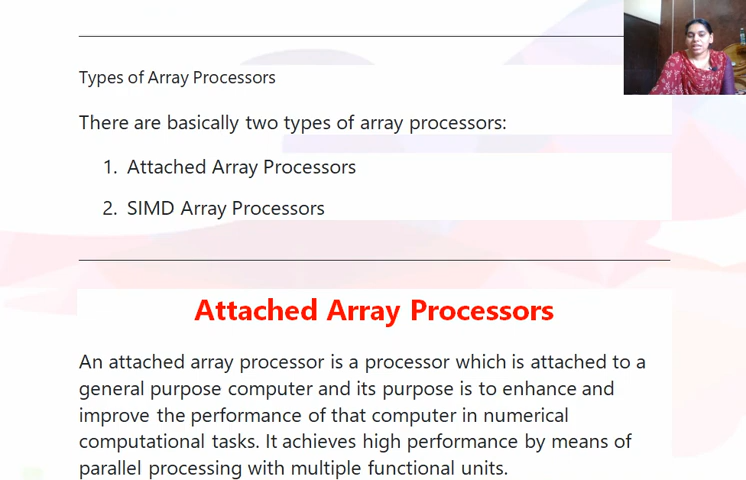 Types of Array Processors
There are basically two types of array processors:
1. Attached Array Processors
2. SIMD Array Processors
Attached Array Processors
An attached array processor is a processor which is attached to a
general purpose computer and its purpose is to enhance and
improve the performance of that computer in numerical
computational tasks. It achieves high performance by means of
parallel processing with multiple functional units.